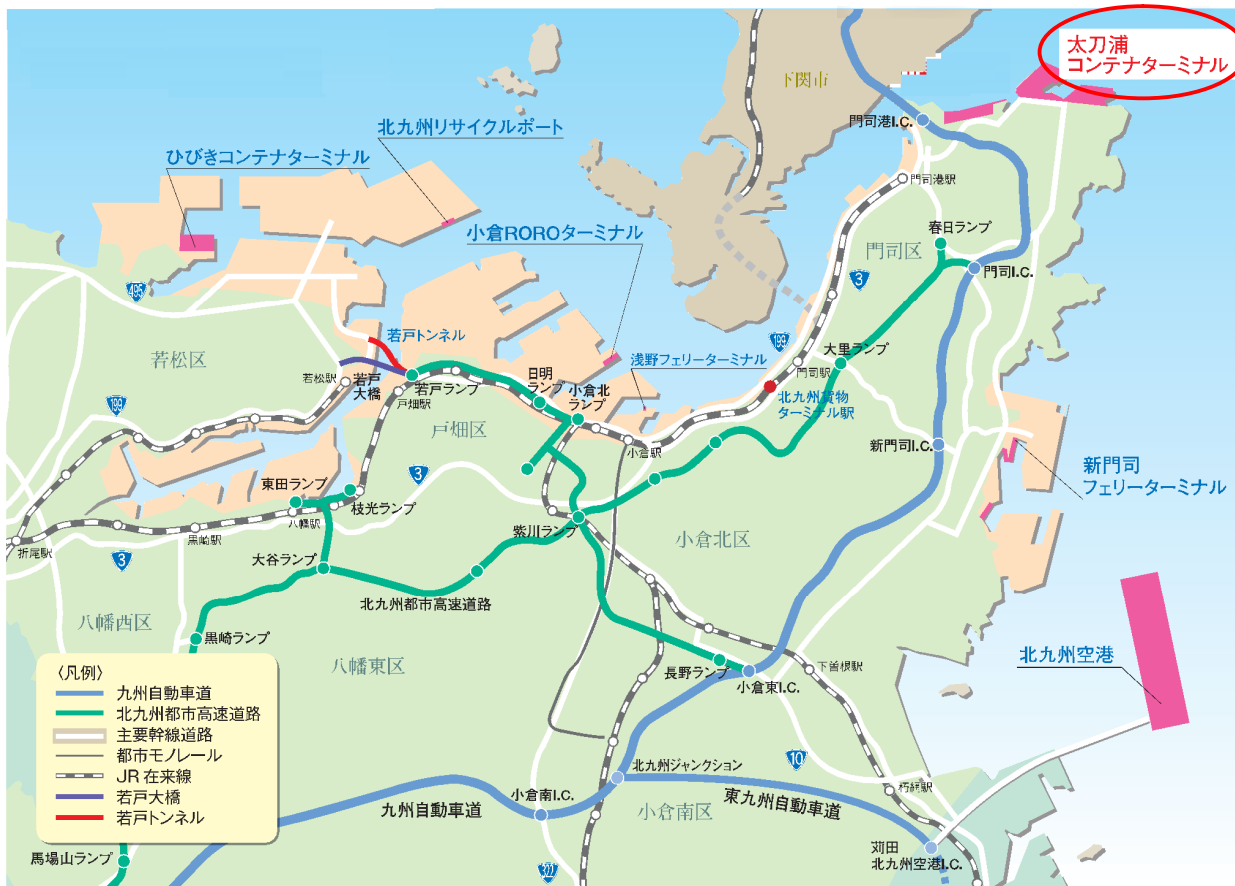 太刀浦
コンテナターミナル
下関市
門司港I.C.
北九州リサイクルポート
ひびきコンテナターミナル
門司港駅
小倉ROROターミナル
春日ランプ
門司区
門司I.C.
3
495
199
若戸トンネル
若松区
浅野フェリーターミナル
大里ランプ
門司駅
若松駅
若戸
大橋
若戸ランプ
戸畑駅
日明
ランプ
小倉北
ランプ
北九州貨物
ターミナル駅
199
戸畑区
小倉駅
新門司I.C.
3
新門司
フェリーターミナル
東田ランプ
八幡駅
枝光ランプ
黒崎駅
折尾駅
紫川ランプ
小倉北区
3
大谷ランプ
北九州都市高速道路
八幡西区
黒崎ランプ
八幡東区
北九州空港
下曽根駅
長野ランプ
小倉東I.C.
〈凡例〉
九州自動車道
北九州都市高速道路
主要幹線道路
都市モノレール
JR在来線
若戸大橋
若戸トンネル
10
北九州ジャンクション
朽網駅
九州自動車道
小倉南I.C.
小倉南区
東九州自動車道
苅田
北九州空港I.C.
馬場山ランプ
322